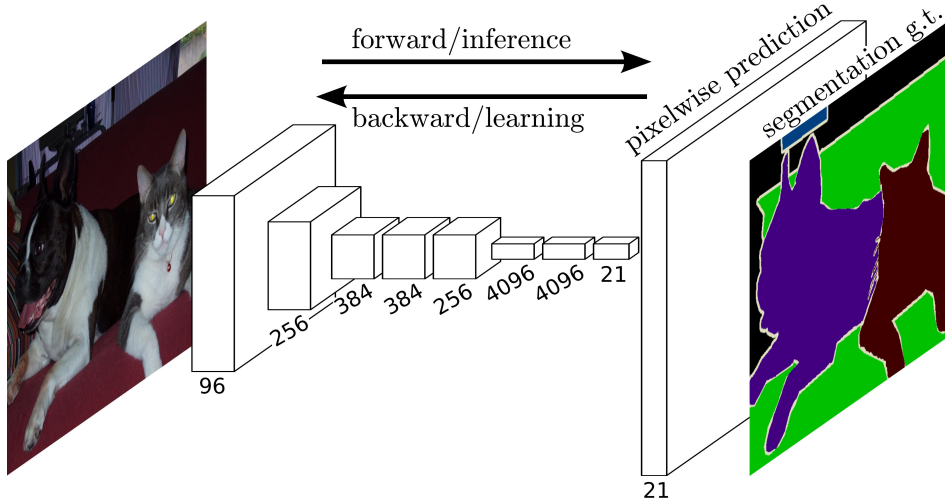 forward/inference
backward/learning
pixelwise prediction
segmentation g.t.
96
256
384
384
256
4096
4096
21
21